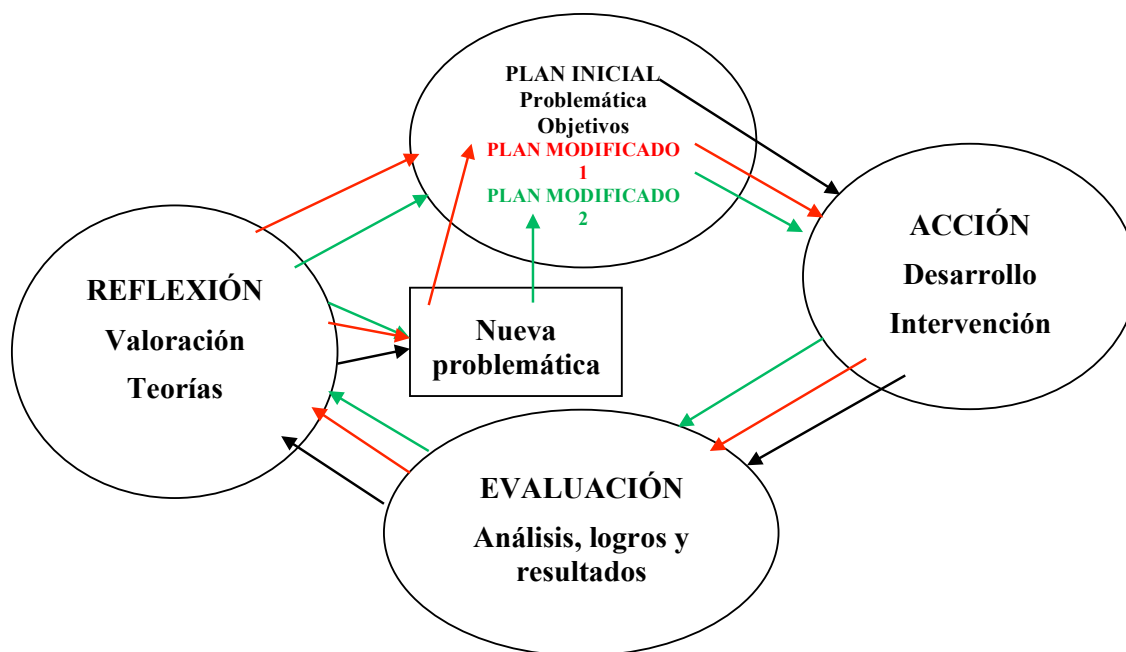 PLAN INICIAL
Problemática
Objetivos
PLAN MODIFICADO
1
PLAN MODIFICADO
2
ACCIÓN
Desarrollo
Intervención
REFLEXIÓN
Valoración
Teorías
Nueva
problemática
EVALUACIÓN
Análisis, logros y
resultados